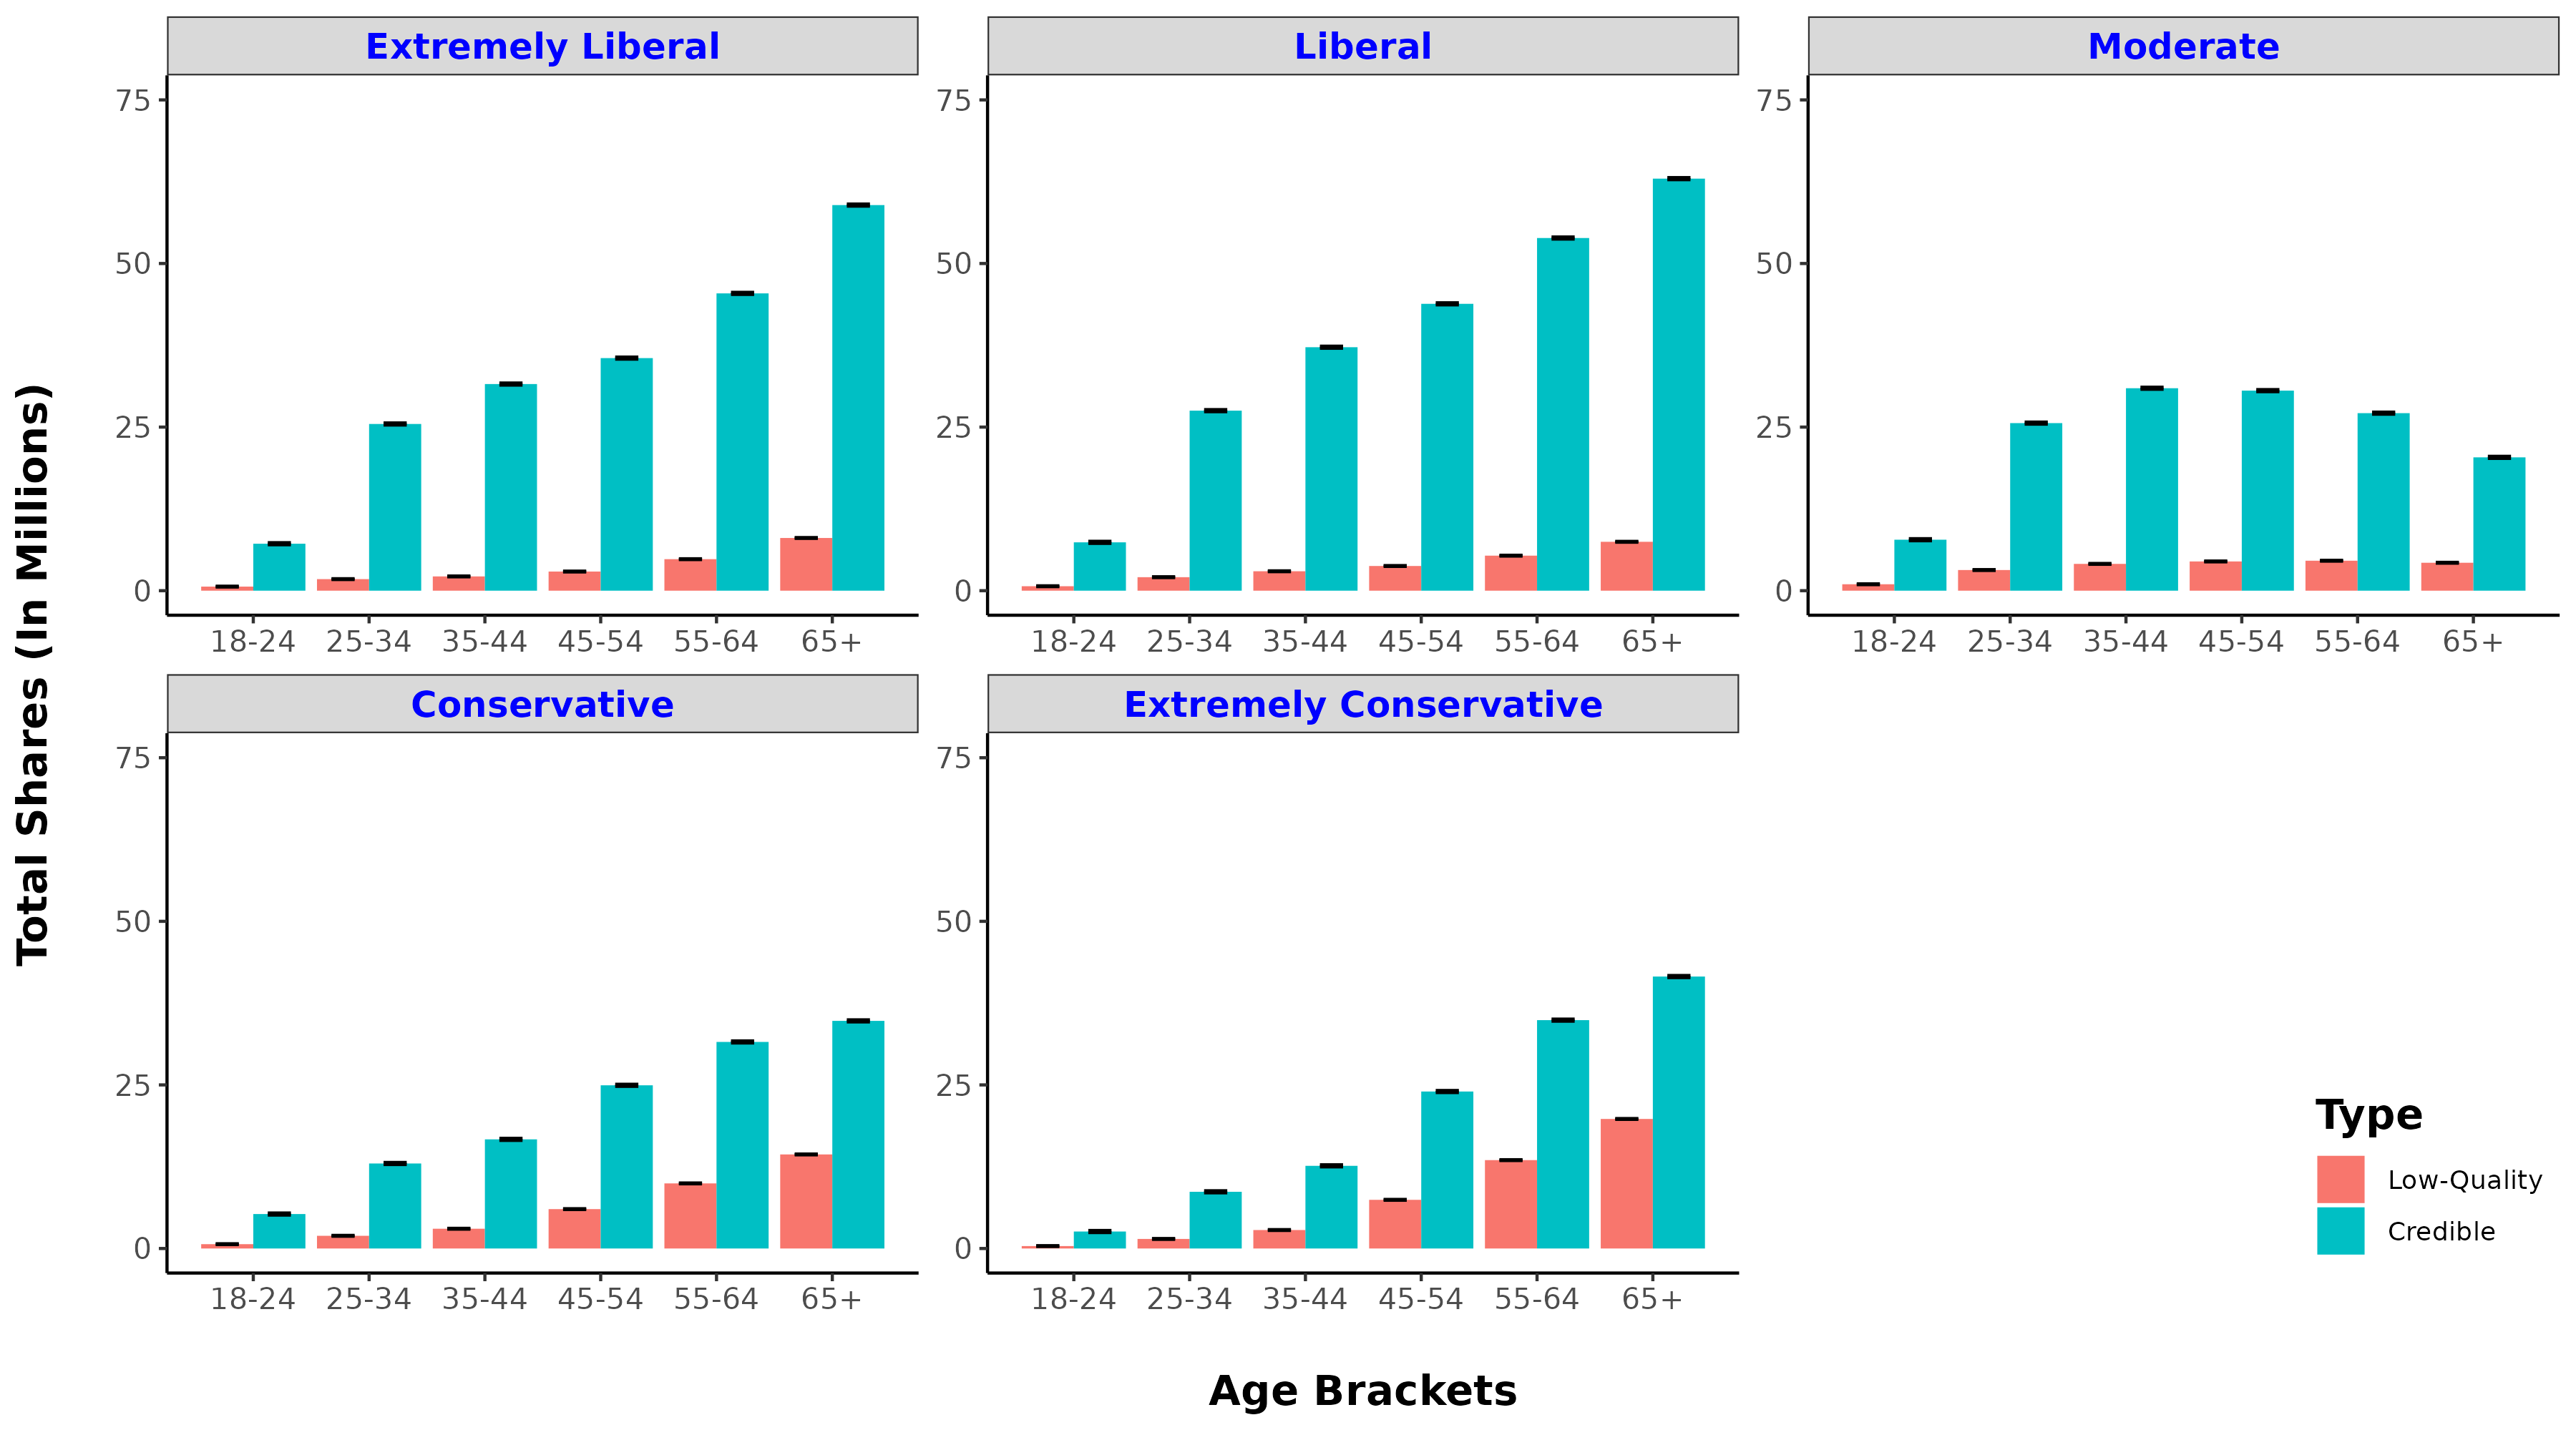 Extremely Liberal
Liberal
Moderate
75
50
25
0
18-24 25-34 35-44 45-54 55-64 65+
75
50
25
0
18-24 25-34 35-44 45-54 55-64 65+
75
50
25
0
18-24 25-34 35-44 45-54 55-64 65+
Total Shares (In Millions)
Conservative
Extremely Conservative
75
50
25
0
18-24 25-34 35-44 45-54 55-64 65+
75
50
25
0
18-24 25-34 35-44 45-54 55-64 65+
Type
Low-Quality
Credible
Age Brackets